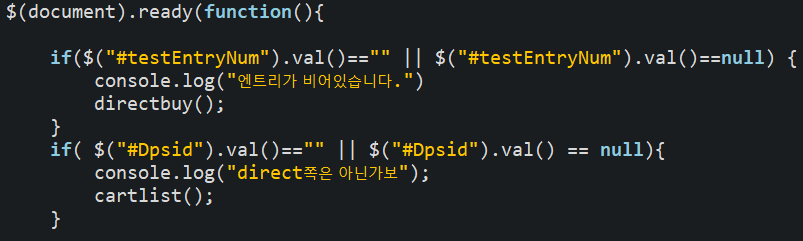 $(document).ready(function(){
if($("#testEntryNum").val()=="" || $("#testEntryNum").val()==null) {
console.log("엔트리가 비어있습니다.")
directbuy();
}
if( $("#Dpsid").val()=="" || $("#Dpsid").val() == null){
console.log("direct쪽은 아닌가보");
cartlist();
}